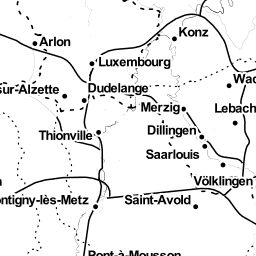 Konz
Arlon
Luxembourg
Wad
sur-Alzette
Dudelange
Merzig
Lebach
Thionville
Dillingen
Saarlouis
Völklingen
ntigny-lès-Metz
Saint-Avold
Pont-à-Mousson